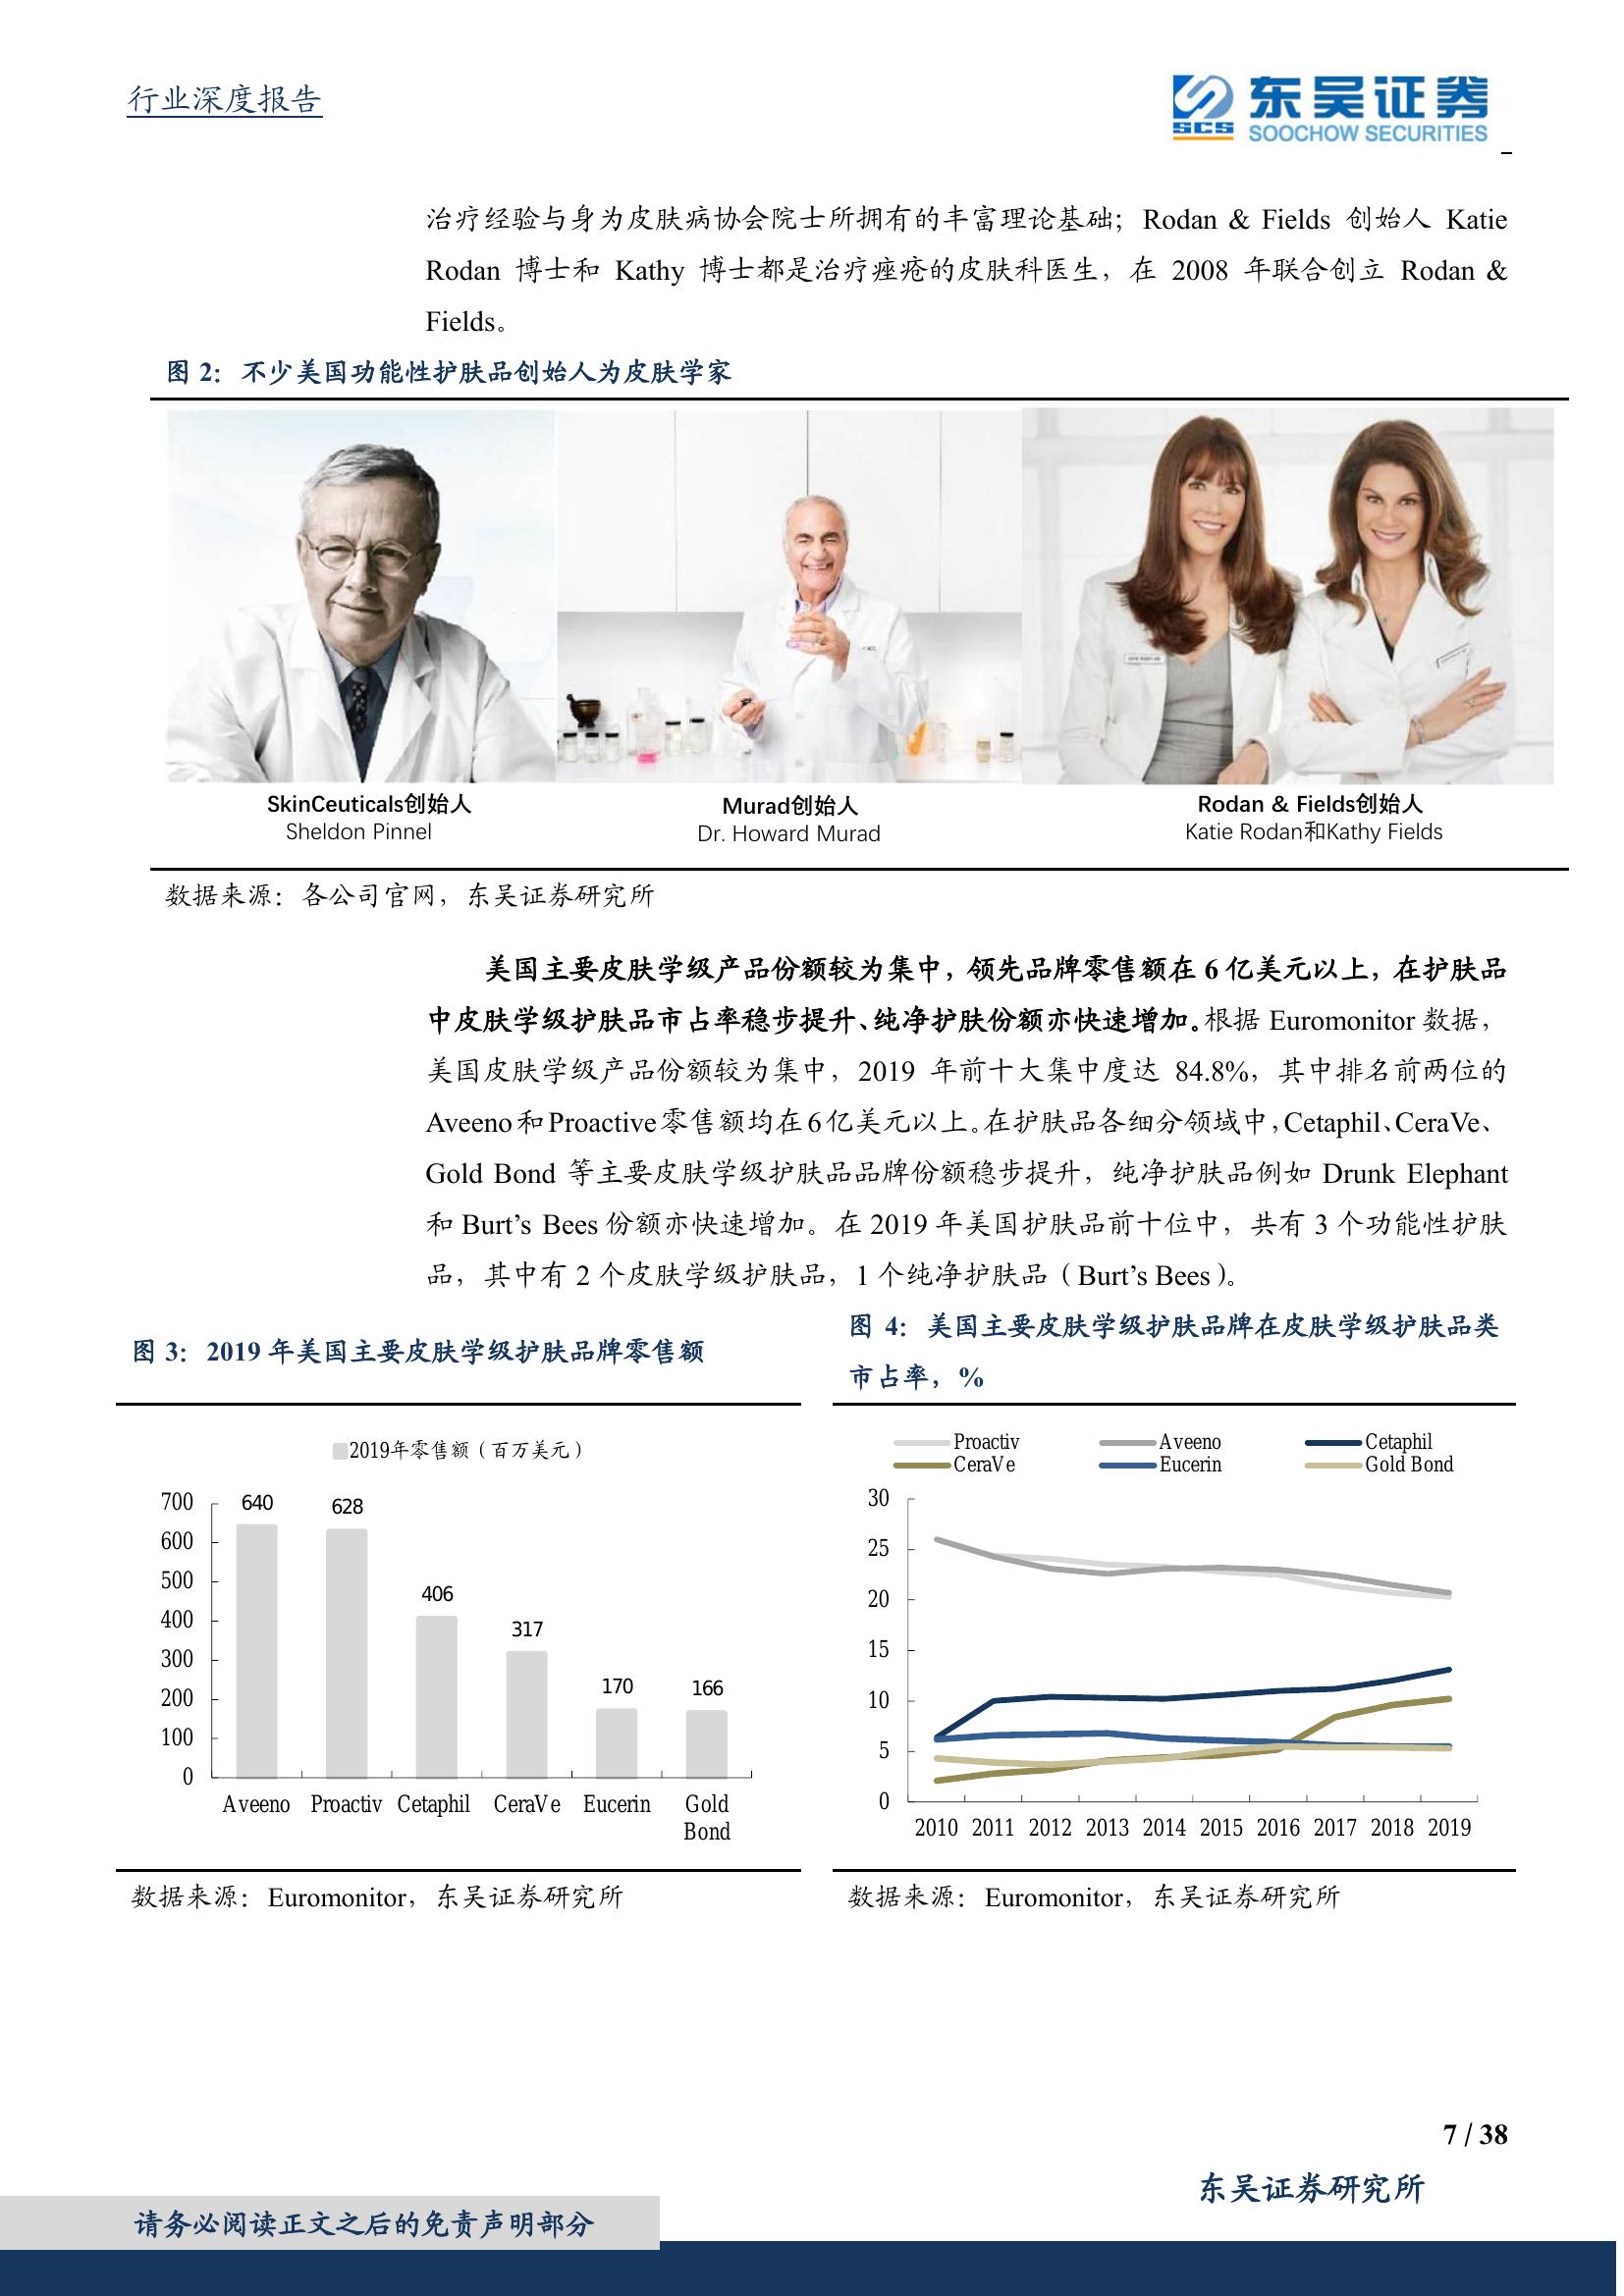 行业深度报告
SCS
东吴证券
SOOCHOW SECURITIES
治疗经验与身为皮肤病协会院士所拥有的丰富理论基础；Rodan & Fields 创始人 Katie
Rodan 博士和 Kathy 博士都是治疗痤疮的皮肤科医生，在 2008 年联合创立 Rodan &
Fields。
图 2：不少美国功能性护肤品创始人为皮肤学家
SkinCeuticals创始人
Sheldon Pinnel
Murad创始人
Dr. Howard Murad
Rodan & Fields创始人
Katie Rodan和Kathy Fields
数据来源：各公司官网，东吴证券研究所
美国主要皮肤学级产品份额较为集中，领先品牌零售额在 6 亿美元以上，在护肤品
中皮肤学级护肤品市占率稳步提升、纯净护肤份额亦快速增加。根据 Euromonitor 数据，
美国皮肤学级产品份额较为集中，2019 年前十大集中度达 84.8%，其中排名前两位的
Aveeno 和 Proactive 零售额均在 6 亿美元以上。在护肤品各细分领域中，Cetaphil、CeraVe、
Gold Bond 等主要皮肤学级护肤品品牌份额稳步提升，纯净护肤品例如 Drunk Elephant
和 Burt’s Bees 份额亦快速增加。在 2019 年美国护肤品前十位中，共有 3 个功能性护肤
品，其中有 2 个皮肤学级护肤品，1 个纯净护肤品（Burt’s Bees）。
图 3：2019 年美国主要皮肤学级护肤品牌零售额
2019年零售额（百万美元）
700
600
500
400
300
200
100
0
640
628
406
317
170
166
Aveeno Proactiv Cetaphil CeraVe Eucerin Gold
Bond
数据来源：Euromonitor，东吴证券研究所
图 4：美国主要皮肤学级护肤品牌在皮肤学级护肤品类
市占率，%
Proactiv Aveeno Cetaphil
CeraVe Eucerin Gold Bond
30
25
20
15
10
5
0
2010 2011 2012 2013 2014 2015 2016 2017 2018 2019
数据来源：Euromonitor，东吴证券研究所
7 / 38
东吴证券研究所
请务必阅读正文之后的免责声明部分